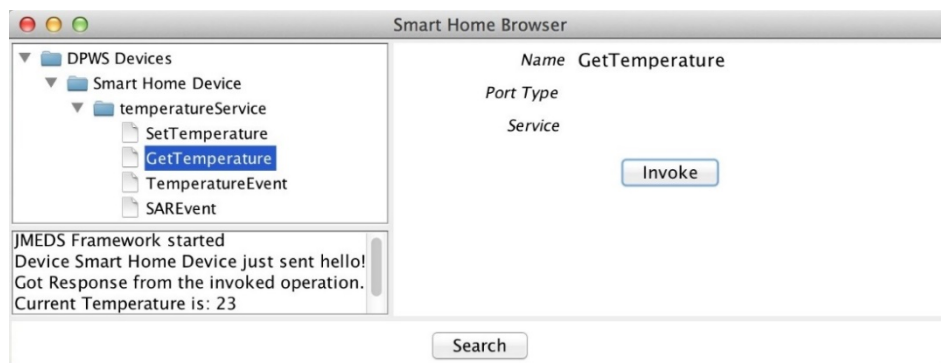 Smart Home Browser
DPWS Devices
Smart Home Device
temperatureService
SetTemperature
GetTemperature
TemperatureEvent
SAREvent
JMEDS Framework started
Device Smart Home Device just sent hello!
Got Response from the invoked operation.
Current Temperature is: 23
Name GetTemperature
Port Type
Service
Invoke
Search